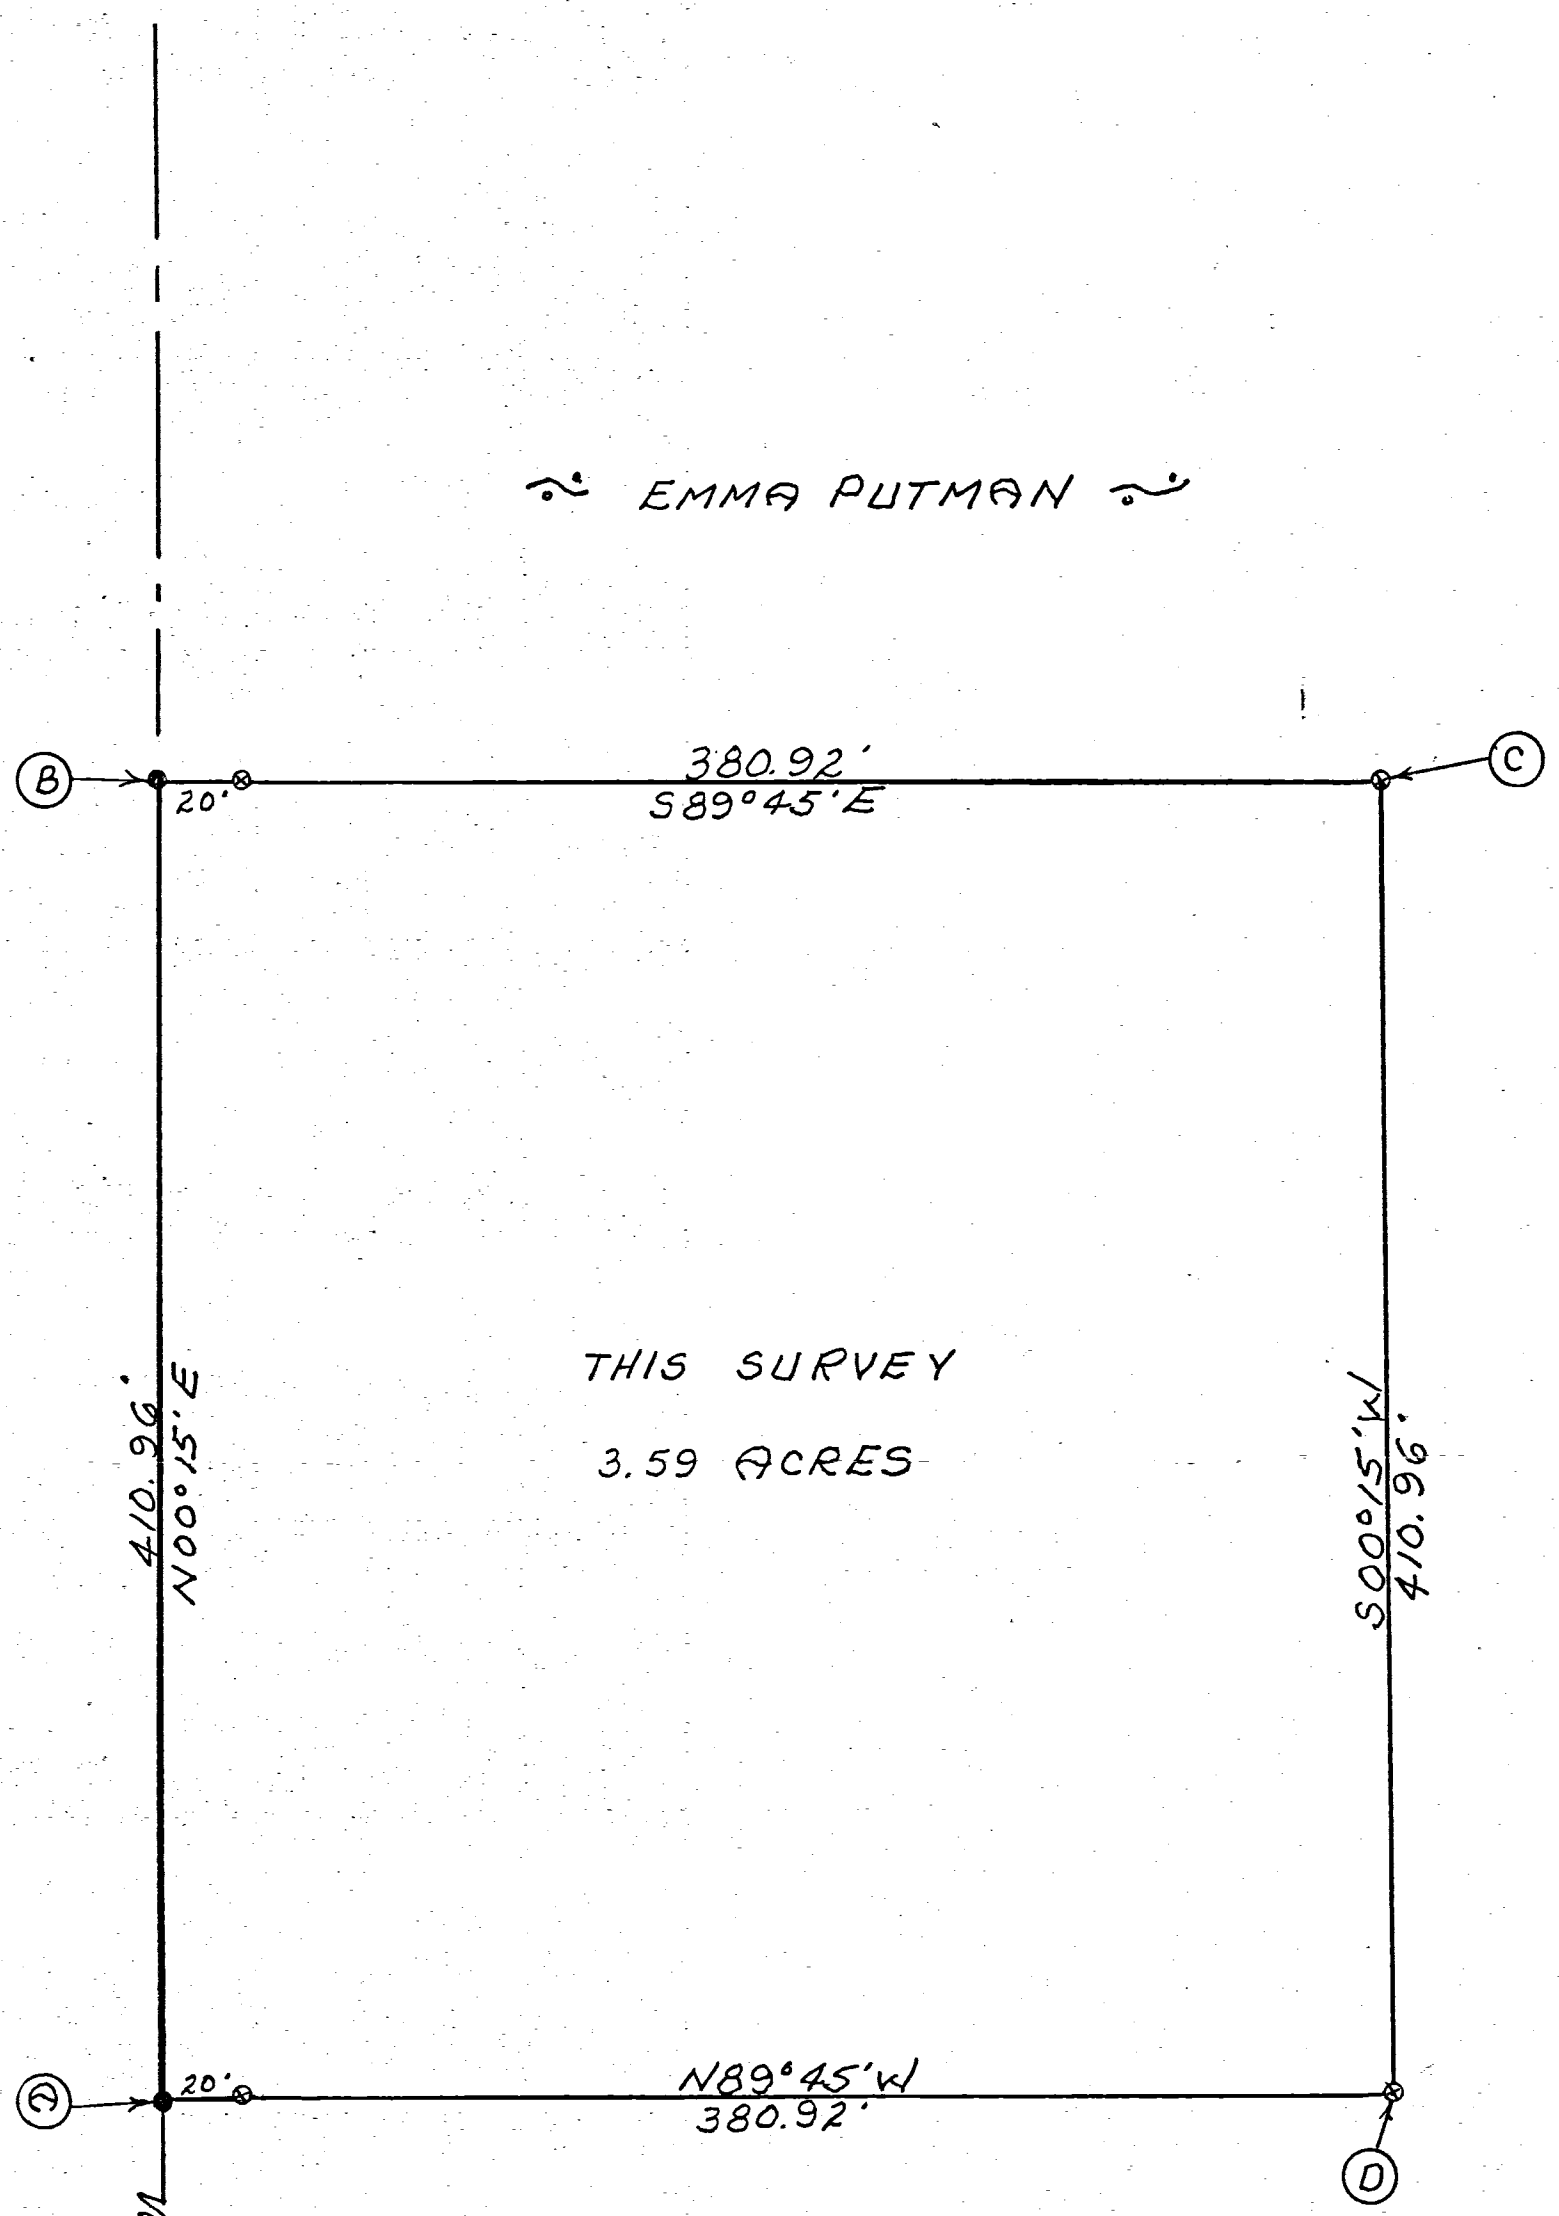 EMMA PUTMAN
B
C
380.92'
20'
S89°45'E
410.96'
N00°15'E
THIS SURVEY
3.59 ACRES
S00°15'W
410.96'
A
20'
N89°45'W
380.92'
D